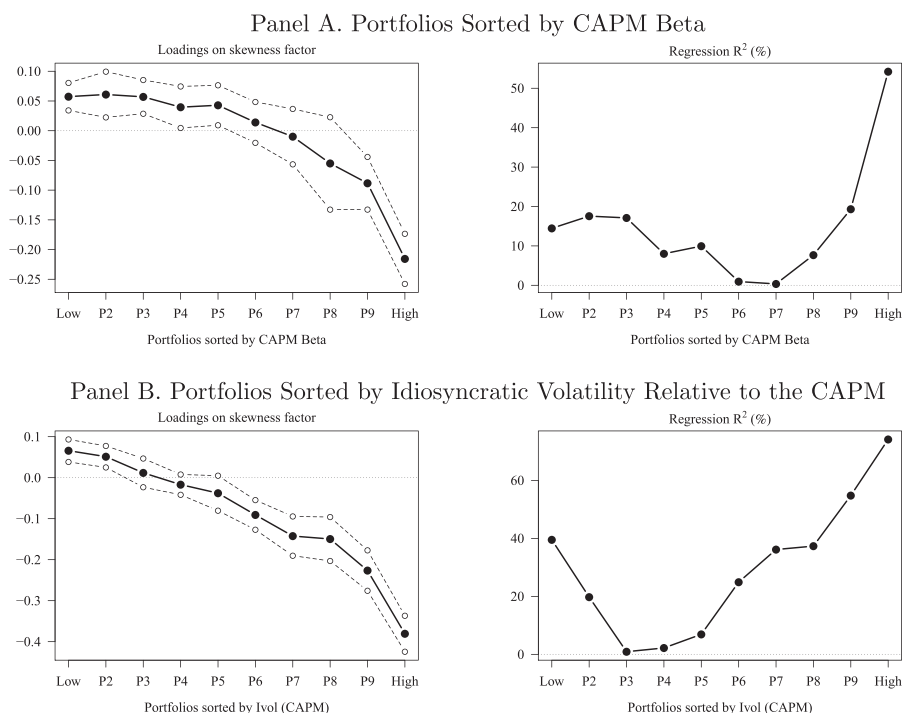 Panel A. Portfolios Sorted by CAPM Beta
Loadings on skewness factor
0.10
0.05
0.00
−0.05
−0.10
−0.15
−0.20
−0.25
Low P2 P3 P4 P5 P6 P7 P8 P9 High
Portfolios sorted by CAPM Beta
Regression R² (%)
50
40
30
20
10
0
Low P2 P3 P4 P5 P6 P7 P8 P9 High
Portfolios sorted by CAPM Beta
Panel B. Portfolios Sorted by Idiosyncratic Volatility Relative to the CAPM
Loadings on skewness factor
0.1
0.0
−0.1
−0.2
−0.3
−0.4
Low P2 P3 P4 P5 P6 P7 P8 P9 High
Portfolios sorted by Ivol (CAPM)
Regression R² (%)
60
40
20
0
Low P2 P3 P4 P5 P6 P7 P8 P9 High
Portfolios sorted by Ivol (CAPM)